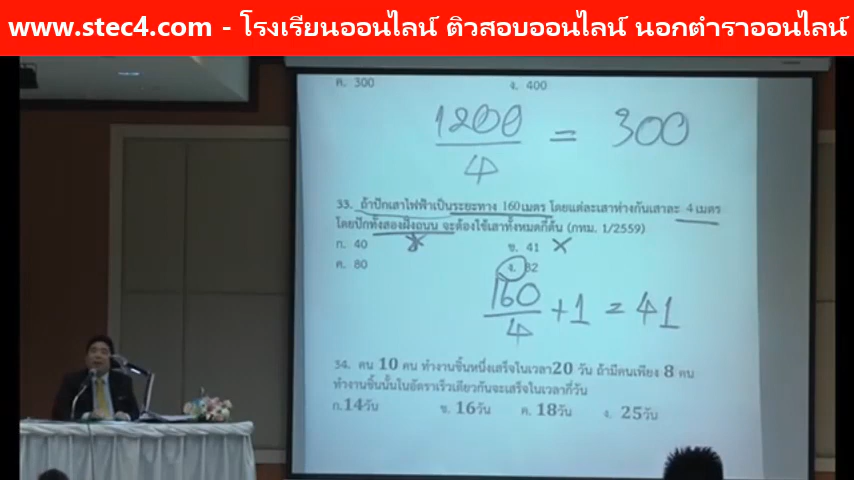 www.stec4.com - โรงเรียนออนไลน์ ติวสอบออนไลน์ นอกตำราออนไลน์
ค. 300 ง. 400
1200
4
= 300
33. ถ้าปักเสาไฟฟ้าเป็นระยะทาง 160 เมตร โดยแต่ละเสาห่างกันเสาละ 4 เมตร
โดยปักทั้งสองฝั่งถนน จะต้องใช้เสาทั้งหมดกี่ต้น (กทม. 1/2559)
ก. 40 ข. 41
ค. 80 ง. 82
160
4
+ 1 = 41
34. คน 10 คน ทำงานชิ้นหนึ่งเสร็จในเวลา20 วัน ถ้ามีคนเพียง 8 คน
ทำงานชิ้นนั้นในอัตราเร็วเดียวกันจะเสร็จในเวลากี่วัน
ก.14วัน ข. 16วัน ค. 18วัน ง. 25วัน